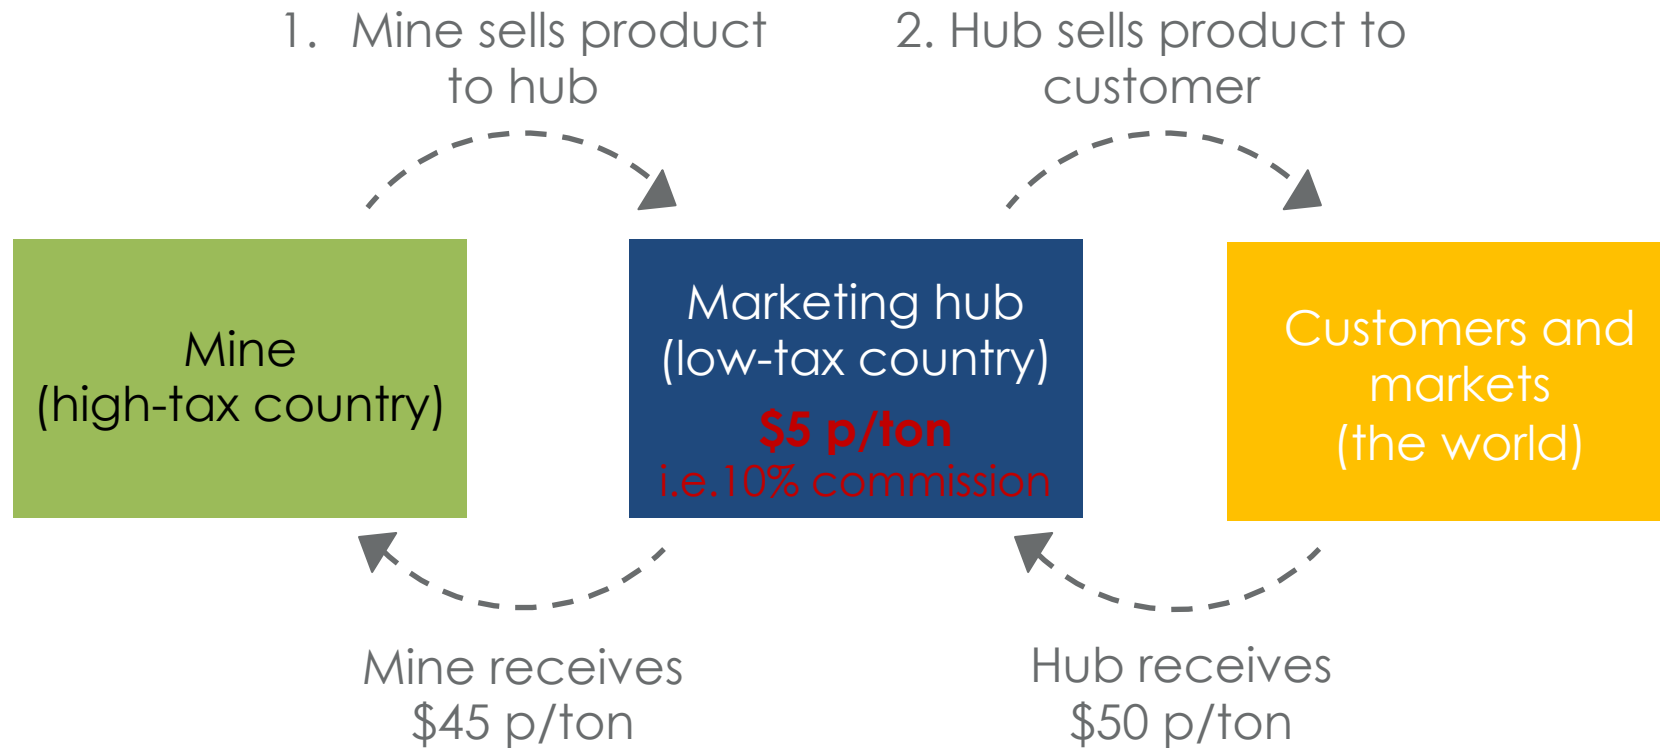 1. Mine sells product
to hub
2. Hub sells product to
customer
Mine
(high-tax country)
Marketing hub
(low-tax country)
$5 p/ton
i.e.10% commission
Customers and
markets
(the world)
Mine receives
$45 p/ton
Hub receives
$50 p/ton